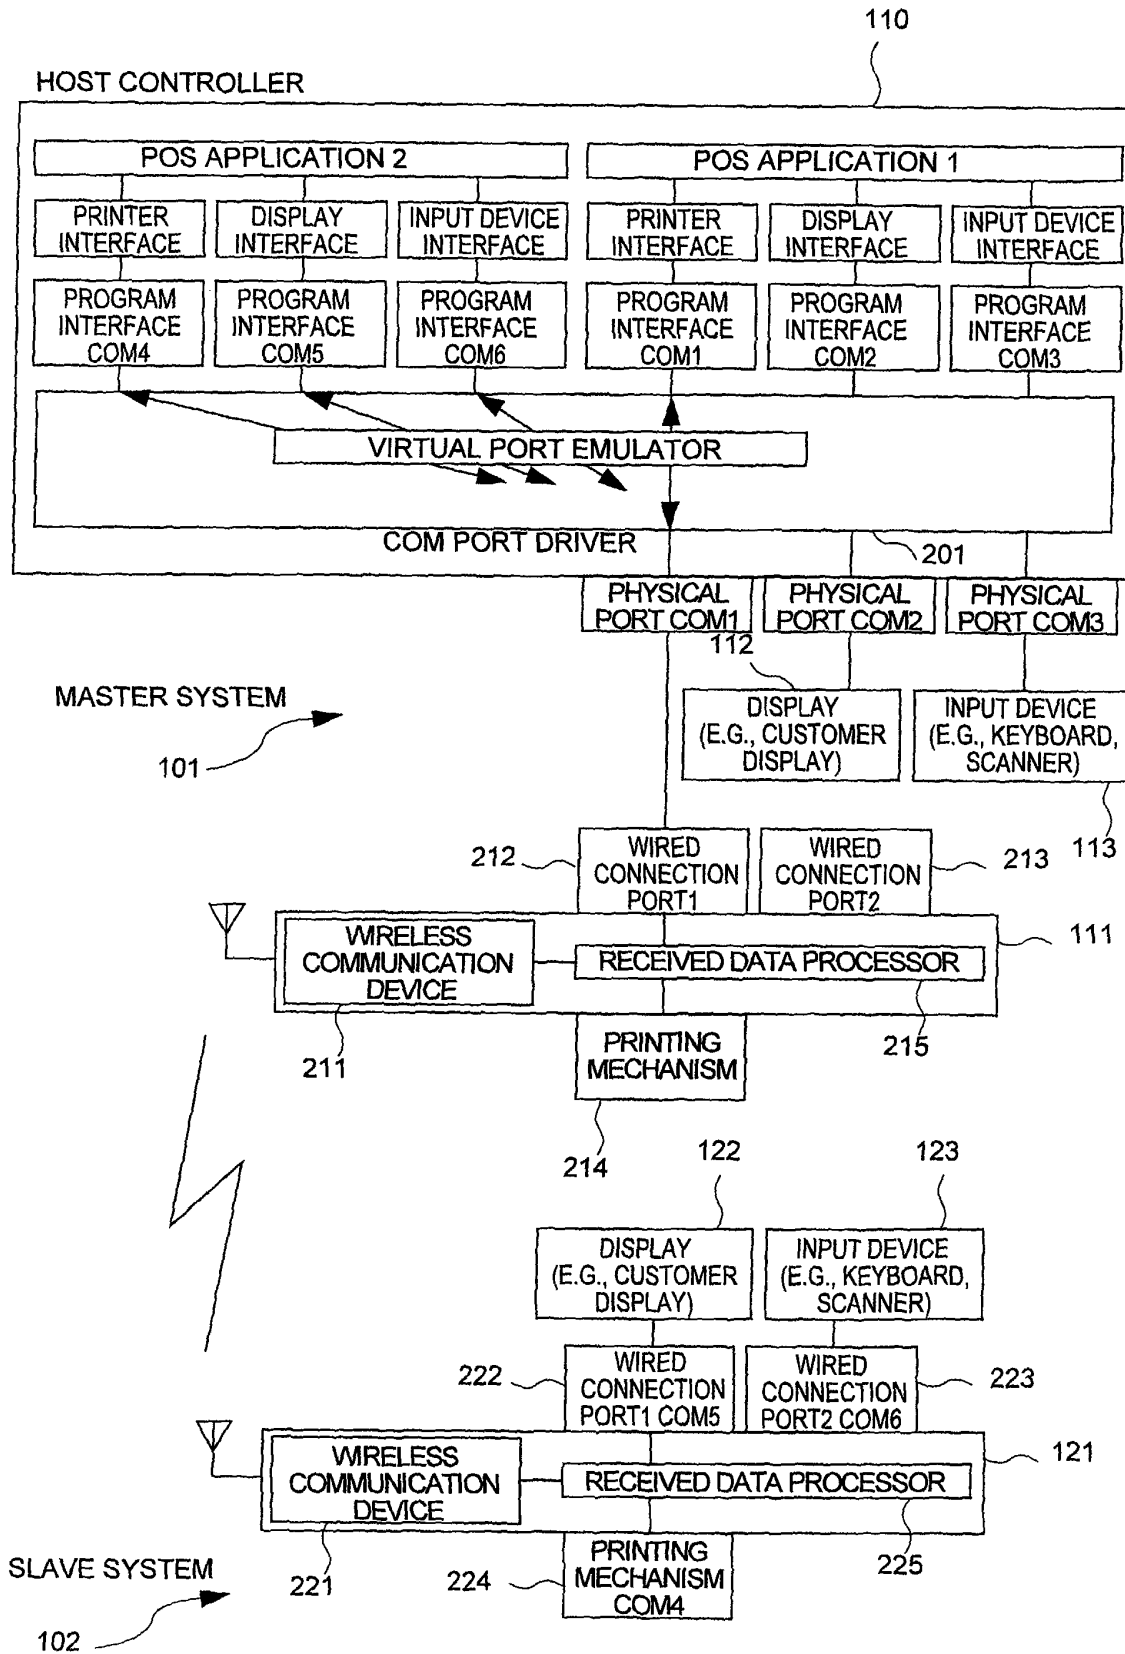 110
HOST CONTROLLER
POS APPLICATION 2
POS APPLICATION 1
PRINTER
INTERFACE
DISPLAY
INTERFACE
INPUT DEVICE
INTERFACE
PRINTER
INTERFACE
DISPLAY
INTERFACE
INPUT DEVICE
INTERFACE
PROGRAM
INTERFACE
COM4
PROGRAM
INTERFACE
COM5
PROGRAM
INTERFACE
COM6
PROGRAM
INTERFACE
COM1
PROGRAM
INTERFACE
COM2
PROGRAM
INTERFACE
COM3
VIRTUAL PORT EMULATOR
COM PORT DRIVER
201
PHYSICAL
PORT COM1
PHYSICAL
PORT COM2
PHYSICAL
PORT COM3
112
MASTER SYSTEM
101
DISPLAY
(E.G., CUSTOMER
DISPLAY)
INPUT DEVICE
(E.G., KEYBOARD,
SCANNER)
113
212
WIRED
CONNECTION
PORT1
WIRED
CONNECTION
PORT2
213
111
WIRELESS
COMMUNICATION
DEVICE
RECEIVED DATA PROCESSOR
211
PRINTING
MECHANISM
215
214
122
123
DISPLAY
(E.G., CUSTOMER
DISPLAY)
INPUT DEVICE
(E.G., KEYBOARD,
SCANNER)
222
WIRED
CONNECTION
PORT1 COM5
WIRED
CONNECTION
PORT2 COM6
223
121
WIRELESS
COMMUNICATION
DEVICE
RECEIVED DATA PROCESSOR
SLAVE SYSTEM
221
224
PRINTING
MECHANISM
COM4
225
102